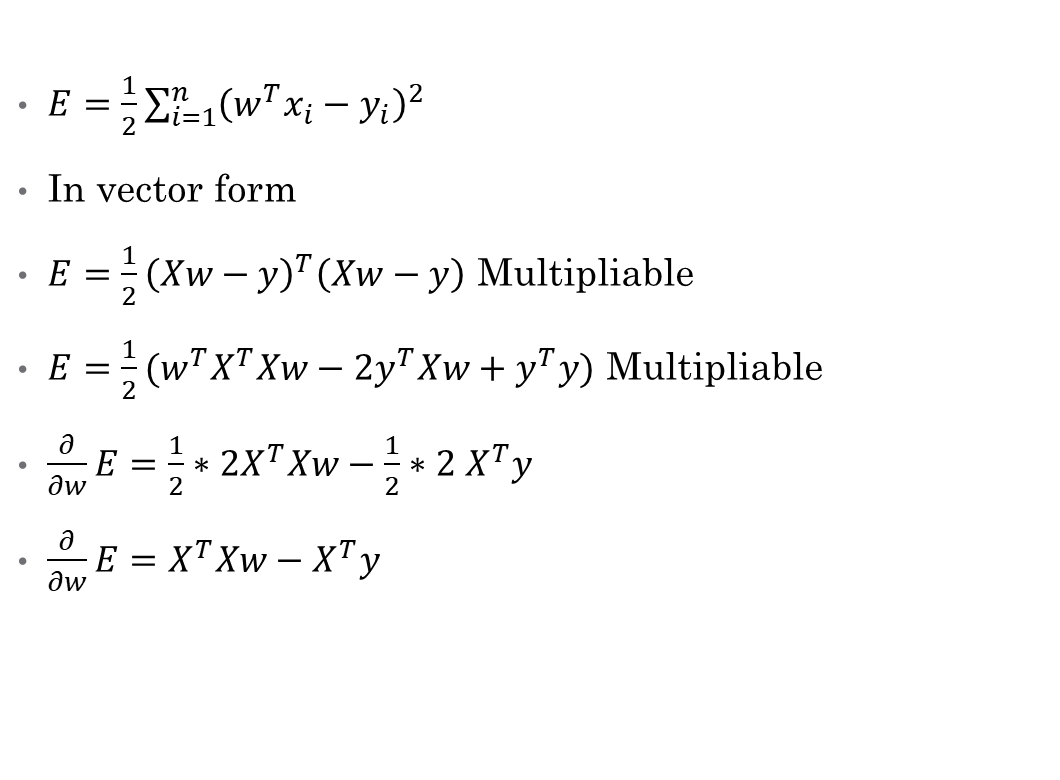 • E = 1/2 ∑ᵢ₌₁ⁿ (wᵀxᵢ − yᵢ)²
• In vector form
• E = 1/2 (Xw − y)ᵀ(Xw − y) Multipliable
• E = 1/2 (wᵀXᵀXw − 2yᵀXw + yᵀy) Multipliable
• ∂/∂w E = 1/2 ∗ 2XᵀXw − 1/2 ∗ 2 Xᵀy
• ∂/∂w E = XᵀXw − Xᵀy